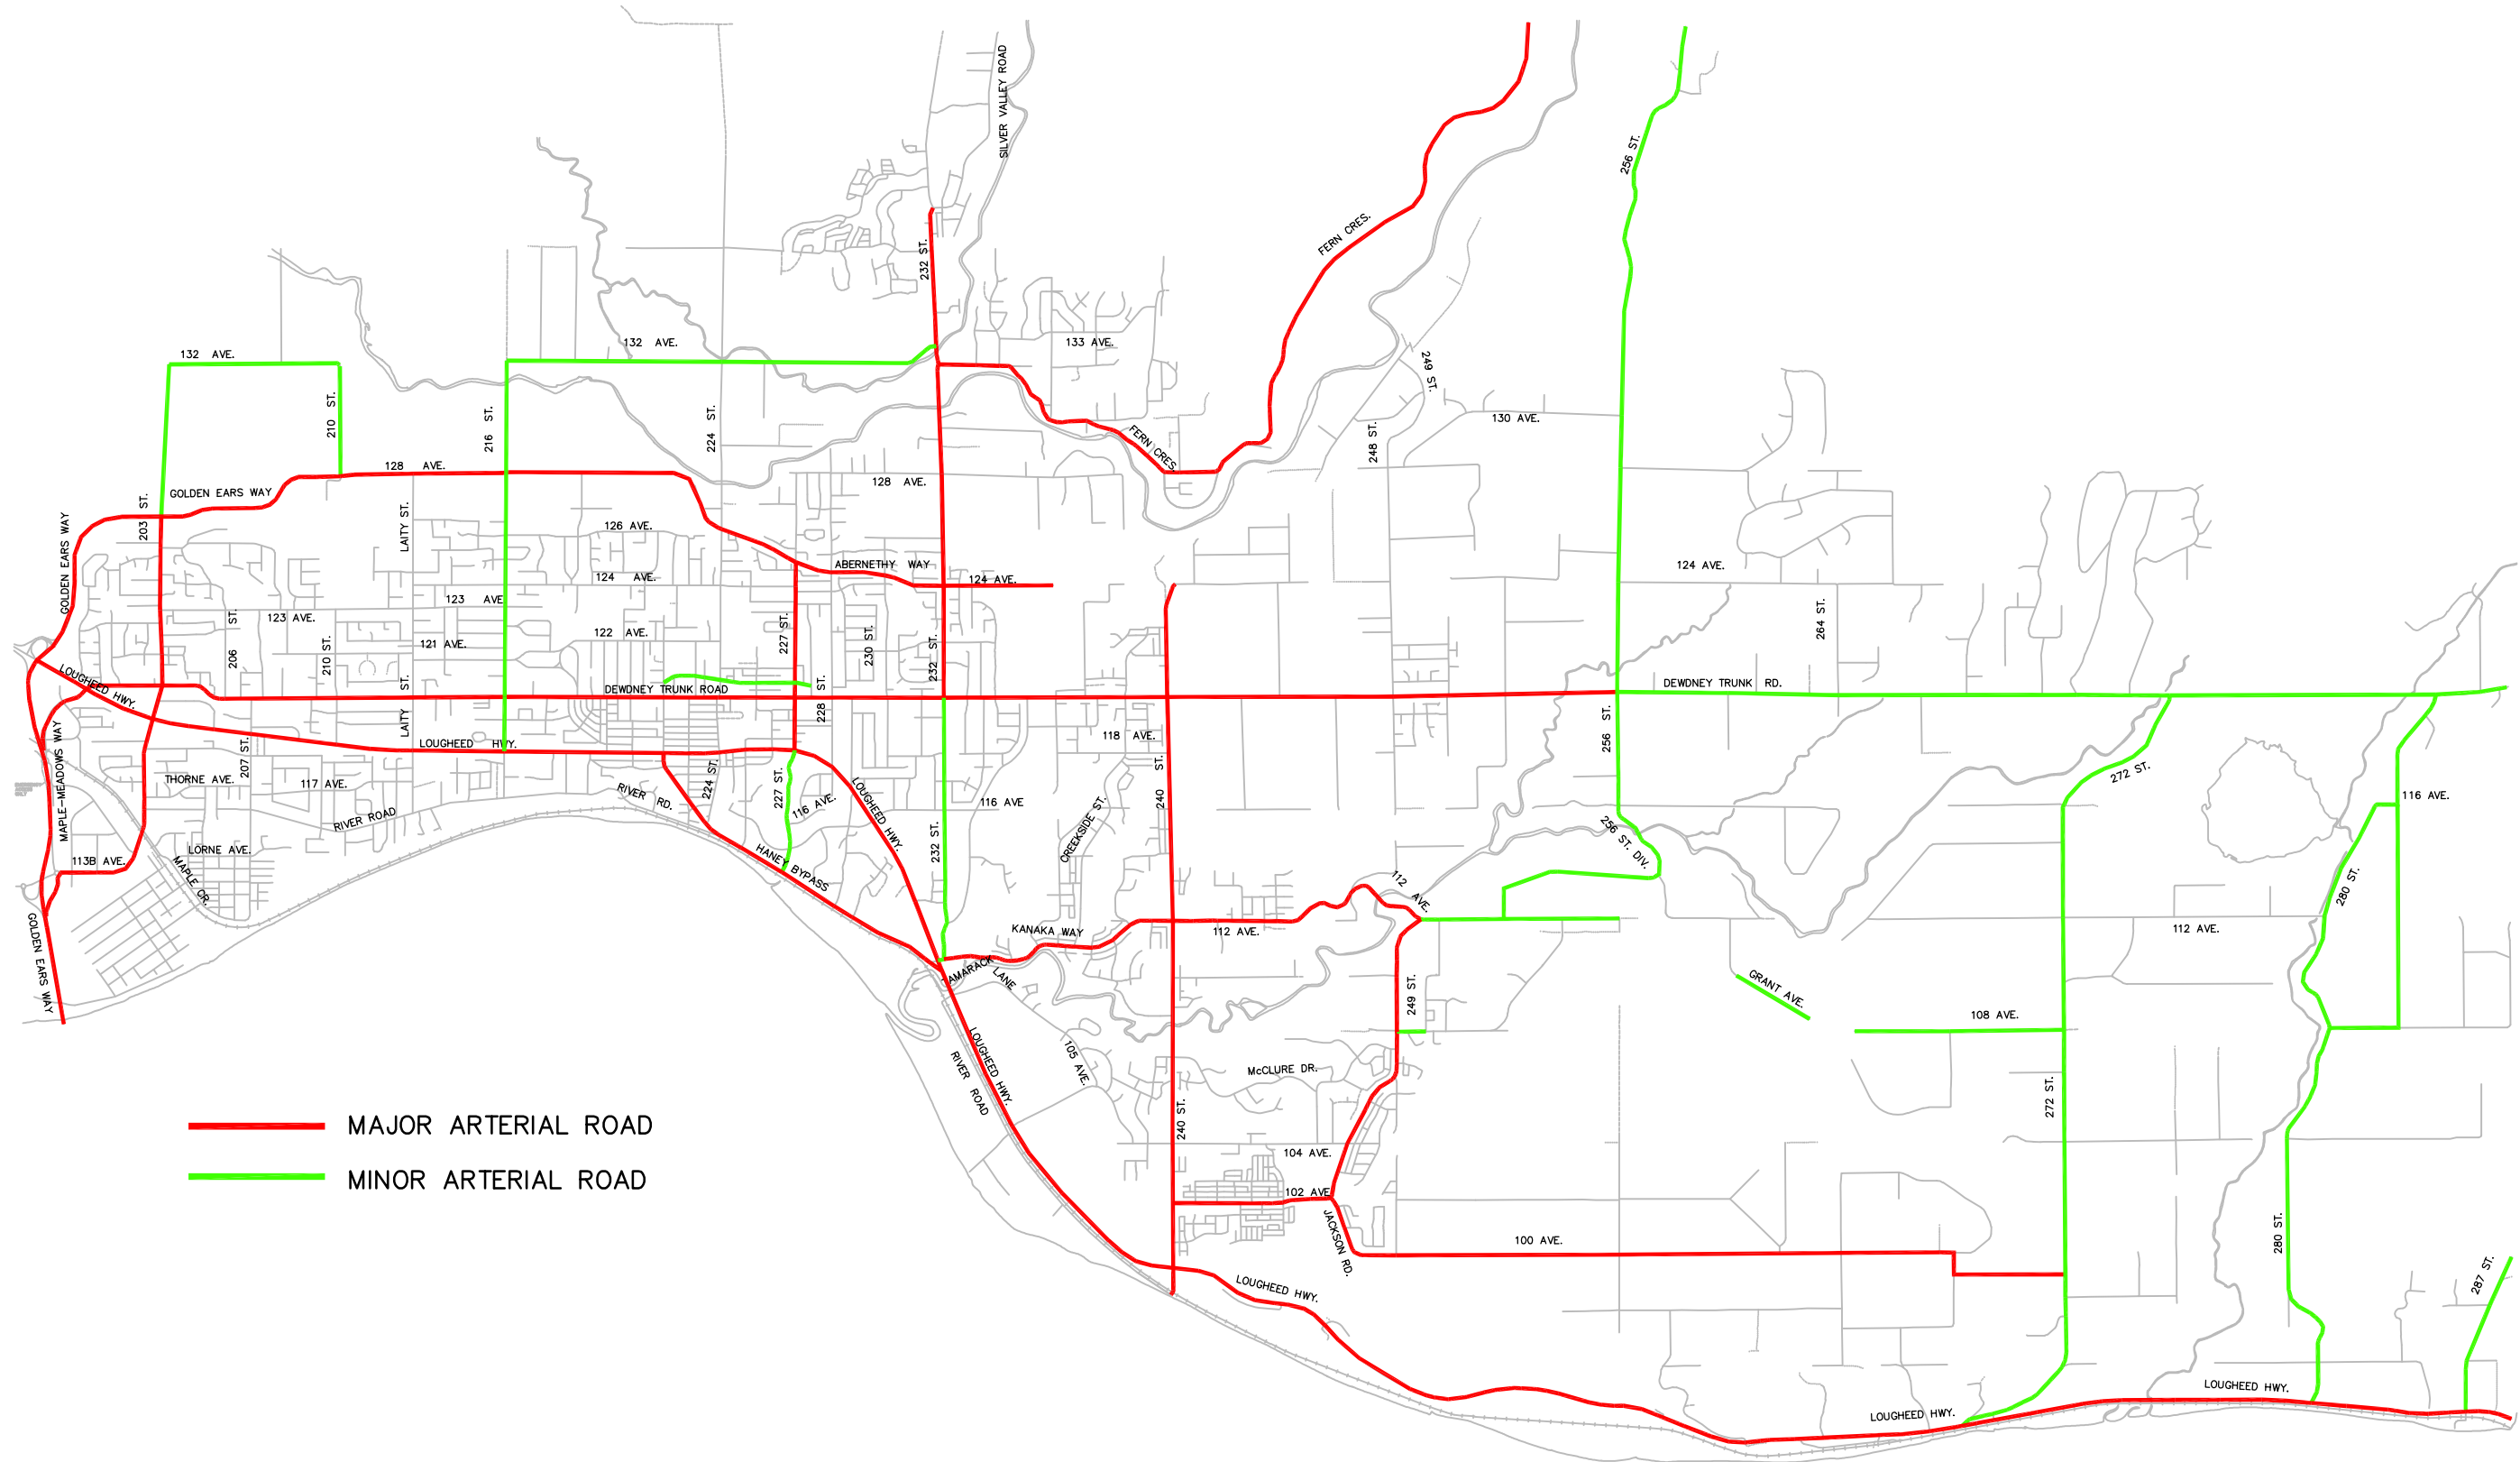 SILVER VALLEY ROAD
256 ST.
FERN CRES.
232 ST.
132 AVE.
132 AVE.
133 AVE.
249 ST.
210 ST.
216 ST.
224 ST.
248 ST.
130 AVE.
FERN CRES.
128 AVE.
128 AVE.
GOLDEN EARS WAY
203 ST.
GOLDEN EARS WAY
LAITY ST.
126 AVE.
ABERNETHY WAY
124 AVE.
124 AVE.
124 AVE.
123 AVE
123 AVE.
206 ST.
210 ST.
121 AVE.
122 AVE.
227 ST.
230 ST.
232 ST.
264 ST.
LOUGHEED HWY.
LAITY ST.
DEWDNEY TRUNK ROAD
228 ST.
DEWDNEY TRUNK RD.
MAPLE-MEADOWS WAY
207 ST.
LOUGHEED HWY.
118 AVE.
256 ST.
THORNE AVE.
117 AVE.
224 ST.
227 ST.
LOUGHEED HWY.
240 ST.
272 ST.
RIVER RD.
RIVER ROAD
116 AVE.
116 AVE
116 AVE.
CREEKSIDE ST.
256 ST. DIV.
LORNE AVE.
113B AVE.
MAPLE CR.
HANEY BYPASS
232 ST.
112 AVE.
280 ST.
GOLDEN EARS WAY
KANAKA WAY
112 AVE.
112 AVE.
TAMARACK LANE
249 ST.
GRANT AVE.
108 AVE.
LOUGHEED HWY.
RIVER ROAD
105 AVE.
McCLURE DR.
272 ST.
240 ST.
MAJOR ARTERIAL ROAD
104 AVE.
MINOR ARTERIAL ROAD
102 AVE
JACKSON RD.
100 AVE.
280 ST.
287 ST.
LOUGHEED HWY.
LOUGHEED HWY.
LOUGHEED HWY.